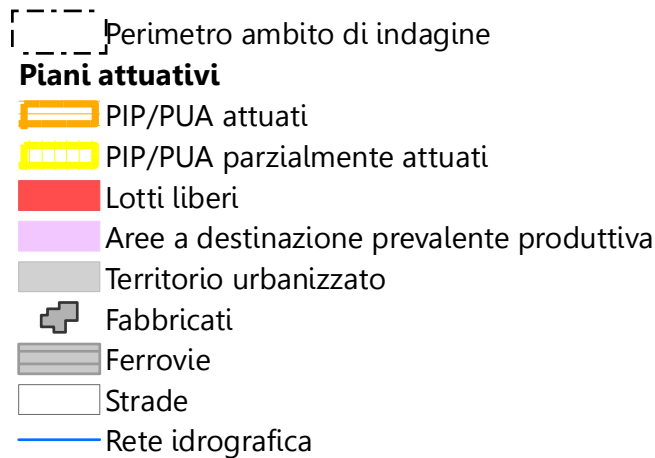 Perimetro ambito di indagine
Piani attuativi
PIP/PUA attuati
PIP/PUA parzialmente attuati
Lotti liberi
Aree a destinazione prevalente produttiva
Territorio urbanizzato
Fabbricati
Ferrovie
Strade
Rete idrografica